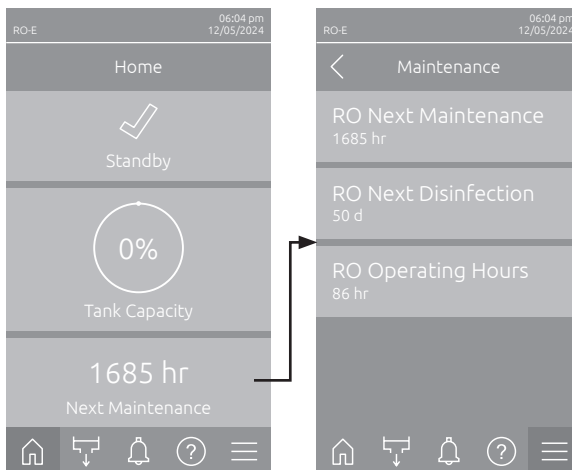 06:04 pm
RO-E
12/05/2024
Home
Standby
0%
Tank Capacity
1685 hr
Next Maintenance
?
06:04 pm
RO-E
12/05/2024
Maintenance
RO Next Maintenance
1685 hr
RO Next Disinfection
50 d
RO Operating Hours
86 hr
?